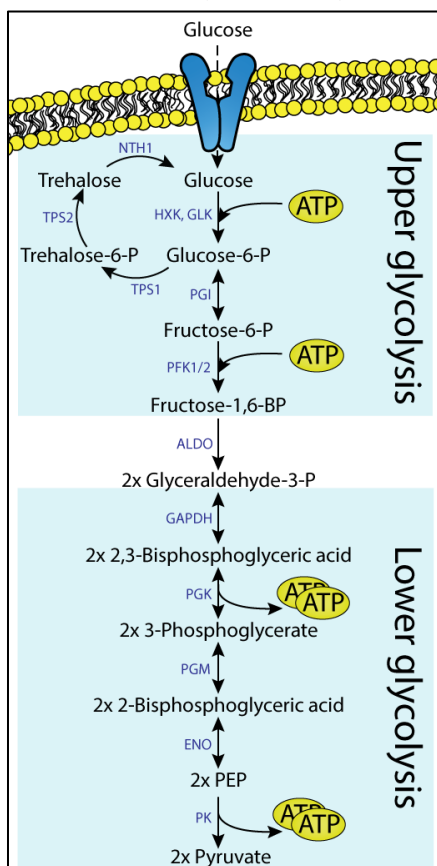 Glucose
NTH1
Trehalose
Glucose
TPS2
HXK, GLK
ATP
Trehalose-6-P
Glucose-6-P
TPS1
PGI
Fructose-6-P
ATP
PFK1/2
Fructose-1,6-BP
Upper glycolysis
ALDO
2x Glyceraldehyde-3-P
GAPDH
2x 2,3-Bisphosphoglyceric acid
PGK
ATP
ATP
2x 3-Phosphoglycerate
PGM
2x 2-Bisphosphoglyceric acid
ENO
2x PEP
PK
ATP
ATP
2x Pyruvate
Lower glycolysis